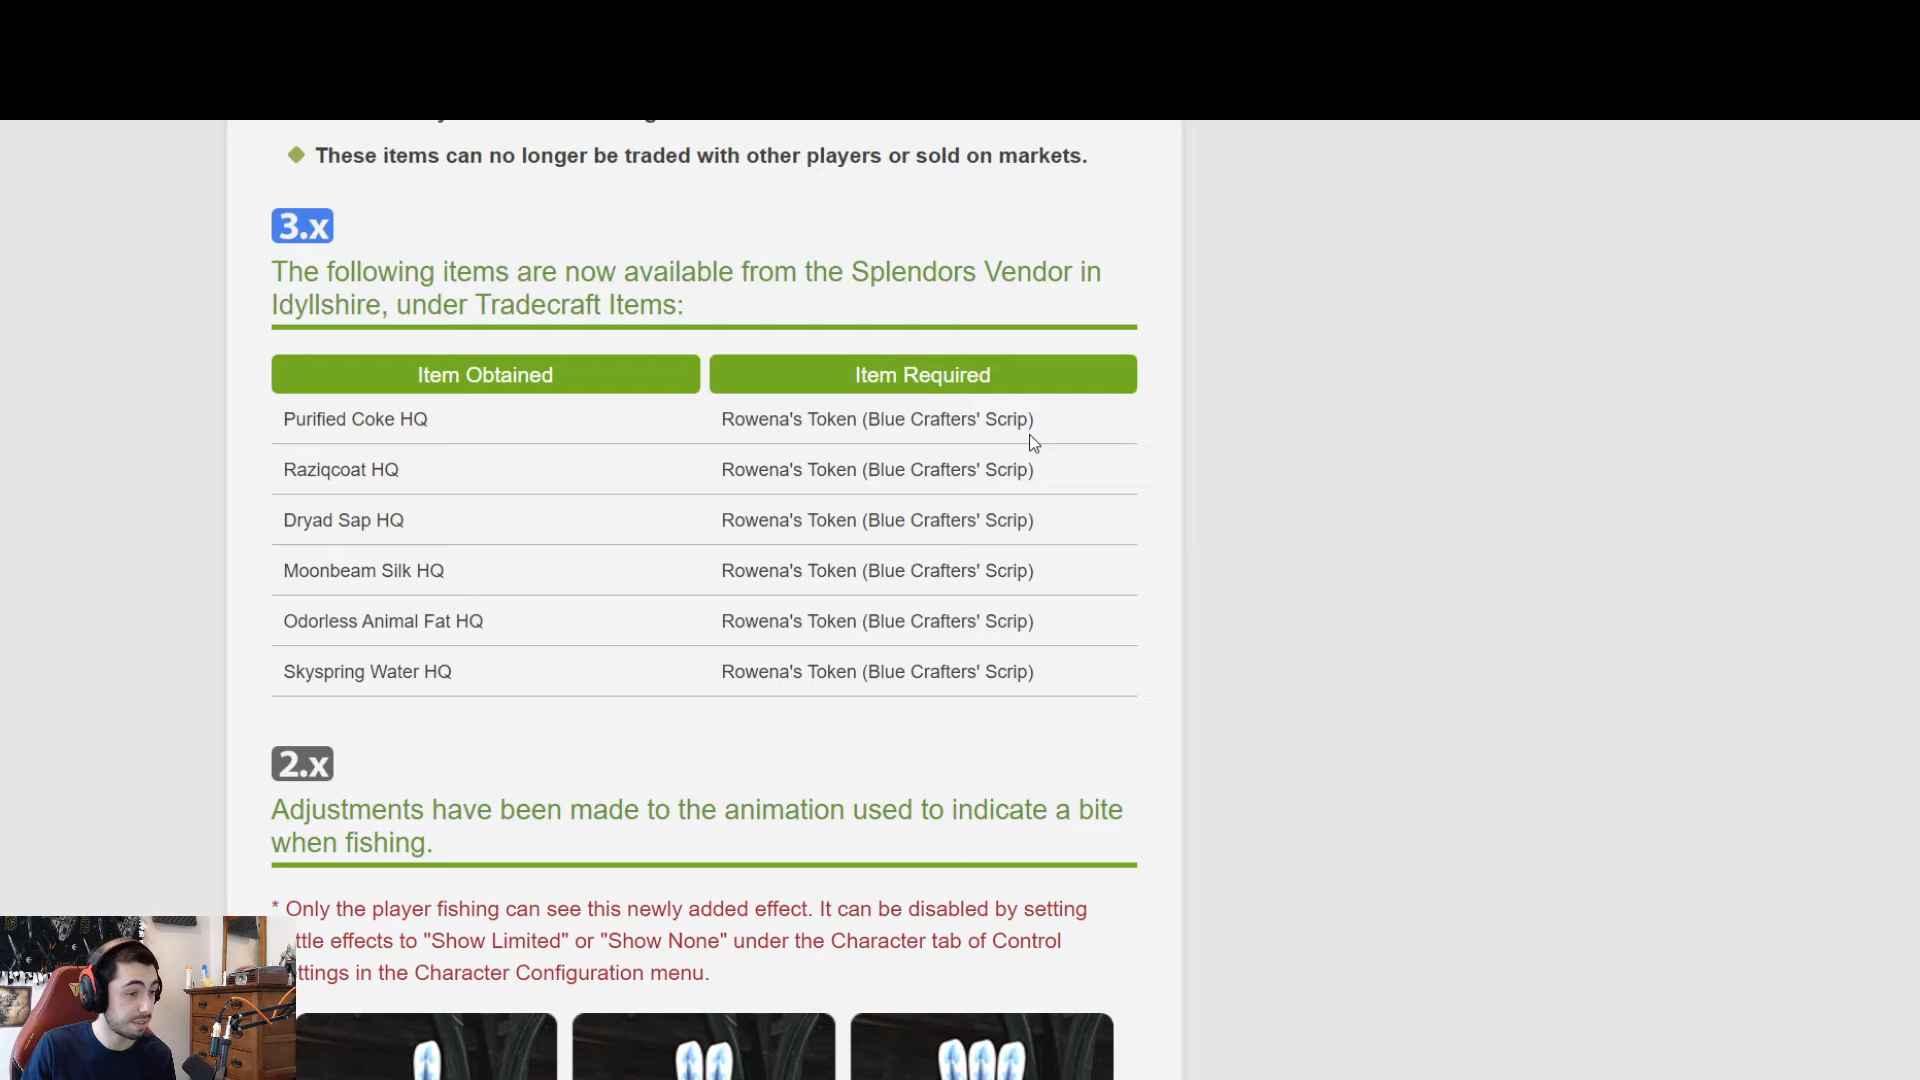 These items can no longer be traded with other players or sold on markets.
3.x
The following items are now available from the Splendors Vendor in
Idyllshire, under Tradecraft Items:
Item Obtained Item Required
Purified Coke HQ Rowena's Token (Blue Crafters' Scrip)
Raziqcoat HQ Rowena's Token (Blue Crafters' Scrip)
Dryad Sap HQ Rowena's Token (Blue Crafters' Scrip)
Moonbeam Silk HQ Rowena's Token (Blue Crafters' Scrip)
Odorless Animal Fat HQ Rowena's Token (Blue Crafters' Scrip)
Skyspring Water HQ Rowena's Token (Blue Crafters' Scrip)
2.x
Adjustments have been made to the animation used to indicate a bite
when fishing.
* Only the player fishing can see this newly added effect. It can be disabled by setting
ttle effects to "Show Limited" or "Show None" under the Character tab of Control
ttings in the Character Configuration menu.